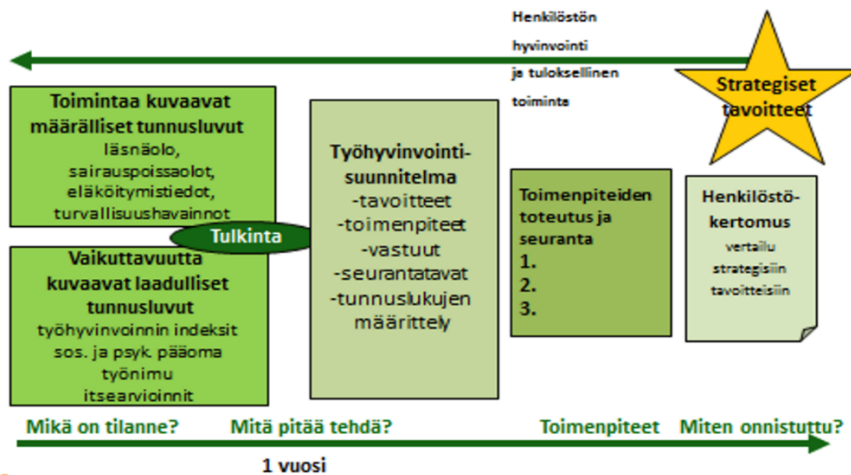 Henkilöstön
hyvinvointi
ja tuloksellinen
toiminta
Strategiset
tavoitteet
Toimintaa kuvaavat
määrälliset tunnusluvut
läsnäolo,
sairauspoissaolot,
eläköitymistiedot,
turvallisuushavainnot
Tulkinta
Vaikuttavuutta
kuvaavat laadulliset
tunnusluvut
työhyvinvoinnin indeksit
sos. ja psyk. pääoma
työnimu
itsearvioinnit
Työhyvinvointi-
suunnitelma
-tavoitteet
-toimenpiteet
-vastuut
-seurantatavat
-tunnuslukujen
määrittely
Toimenpiteiden
toteutus ja
seuranta
1.
2.
3.
Henkilöstö-
kertomus
vertailu
strategisiin
tavoitteisiin
Mikä on tilanne? Mitä pitää tehdä? Toimenpiteet Miten onnistuttu?
1 vuosi